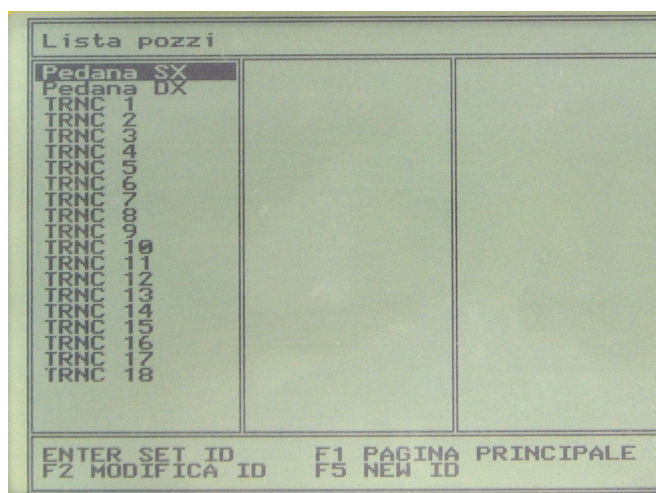 Lista pozzi
Pedana SX
Pedana DX
TRNC 1
TRNC 2
TRNC 3
TRNC 4
TRNC 5
TRNC 6
TRNC 7
TRNC 8
TRNC 9
TRNC 10
TRNC 11
TRNC 12
TRNC 13
TRNC 14
TRNC 15
TRNC 16
TRNC 17
TRNC 18
ENTER SET ID F1 PAGINA PRINCIPALE
F2 MODIFICA ID F5 NEW ID